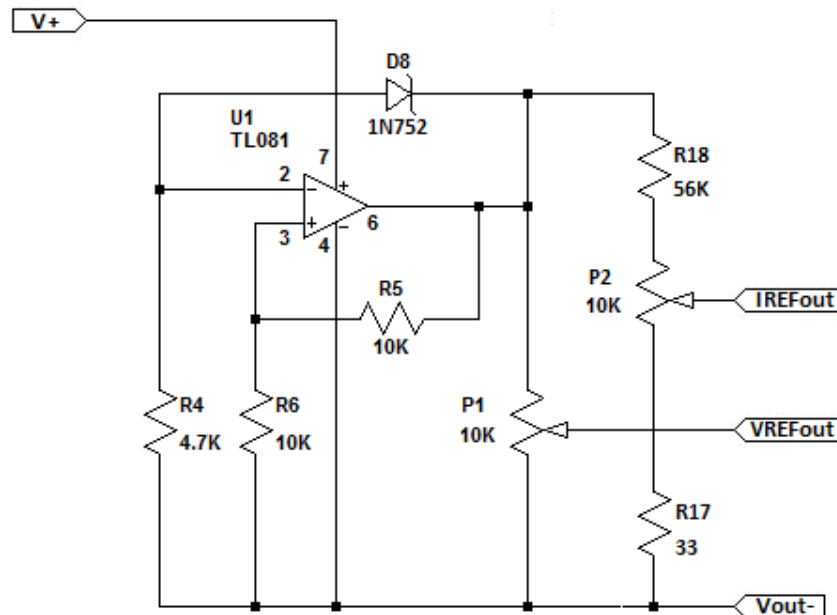 V+
D8
1N752
U1
TL081
7
2
-
+
+
3
4
-
6
R18
56K
P2
10K
IREFout
R5
10K
R4
4.7K
R6
10K
P1
10K
VREFout
R17
33
Vout-